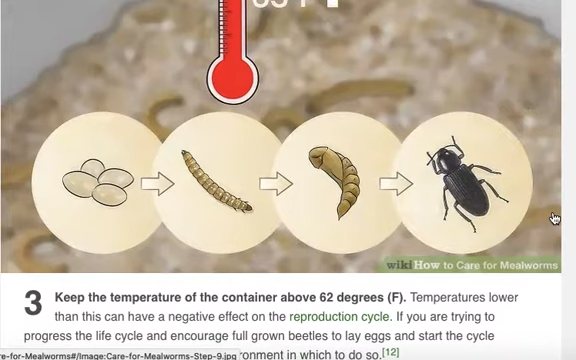 wikiHow to Care for Mealworms
3 Keep the temperature of the container above 62 degrees (F). Temperatures lower
than this can have a negative effect on the reproduction cycle. If you are trying to
progress the life cycle and encourage full grown beetles to lay eggs and start the cycle
re-for-Mealworms#/Image:Care-for-Mealworms-Step-9.jpg
ronment in which to do so.[12]